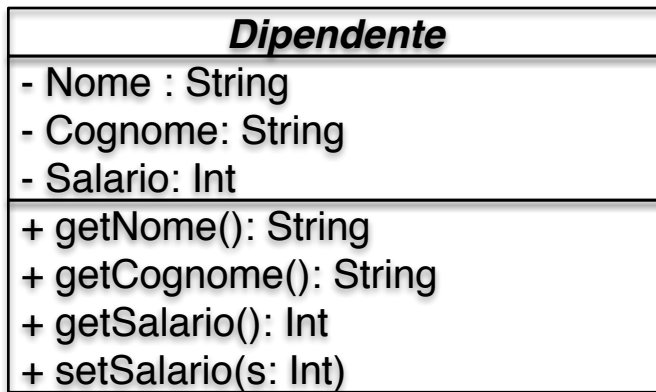 Dipendente
- Nome : String
- Cognome: String
- Salario: Int
+ getNome(): String
+ getCognome(): String
+ getSalario(): Int
+ setSalario(s: Int)